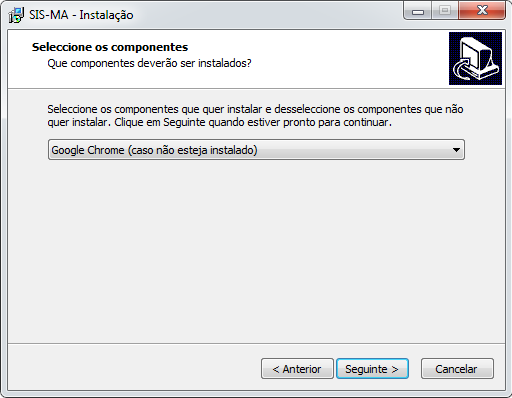 SIS-MA - Instalação
Seleccione os componentes
Que componentes deverão ser instalados?
Seleccione os componentes que quer instalar e desseleccione os componentes que não
quer instalar. Clique em Seguinte quando estiver pronto para continuar.
Google Chrome (caso não esteja instalado)
< Anterior
Seguinte >
Cancelar